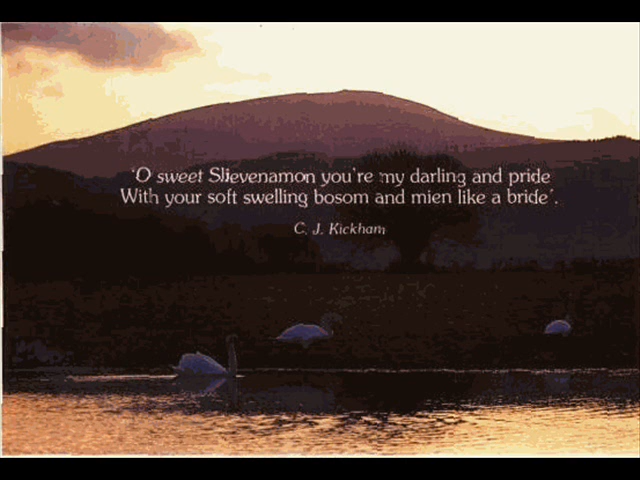 'O sweet Slievenamon you're my darling and pride
With your soft swelling bosom and mien like a bride'.
C. J. Kickham